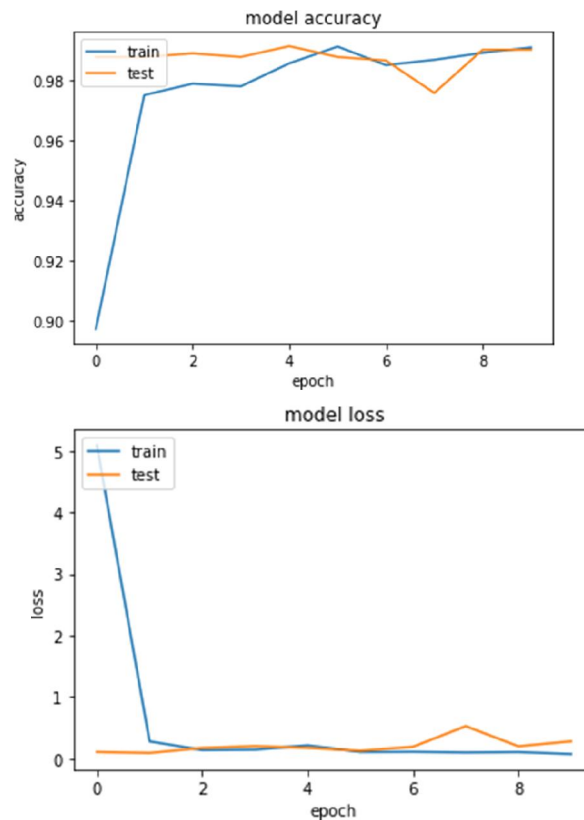 model accuracy
train
test
0.98
0.96
0.94
0.92
0.90
accuracy
0 2 4 6 8
epoch
model loss
train
test
5
4
3
2
1
0
loss
0 2 4 6 8
epoch